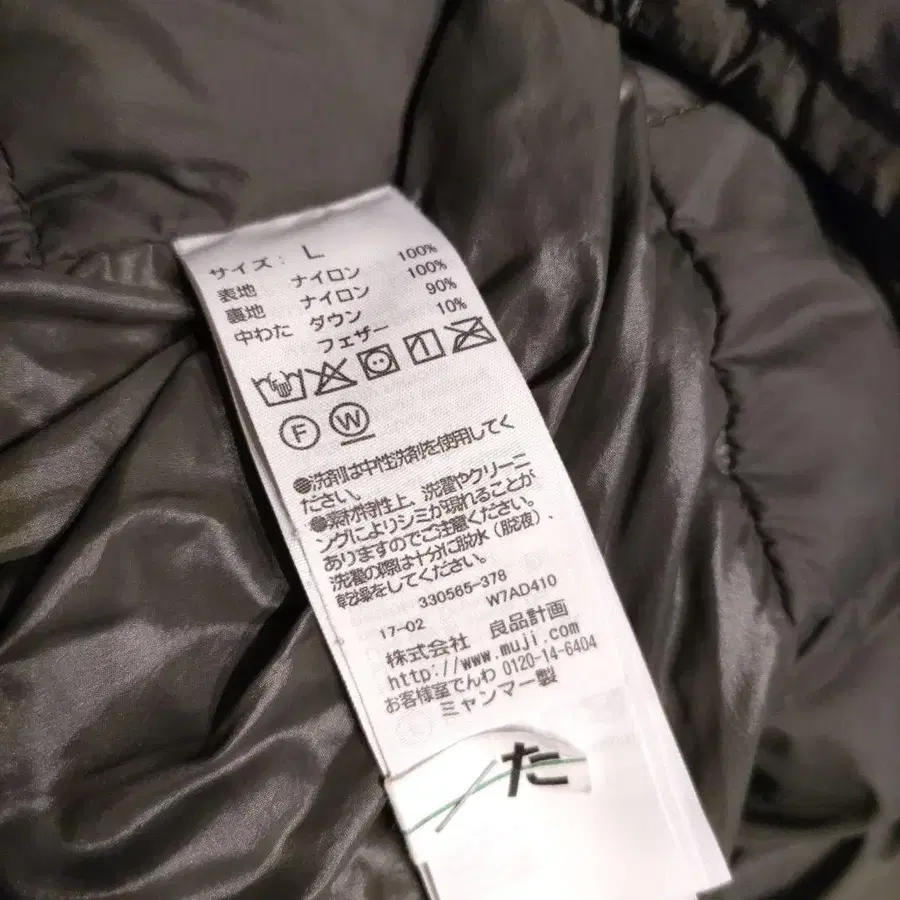 サイズ: L
表地 ナイロン 100%
裏地 ナイロン 100%
中わた ダウン 90%
フェザー 10%
F W
●洗剤は中性洗剤を使用してく
ださい。
●素材特性上、洗濯やクリーニ
ングによりシミが現れることが
ありますのでご注意ください。
洗濯の際は十分に脱水（脱液）、
乾燥をしてください。
330565-378
17-02 W7AD410
株式会社 良品計画
http://www.muji.com
お客様室でんわ 0120-14-6404
ミャンマー製
た